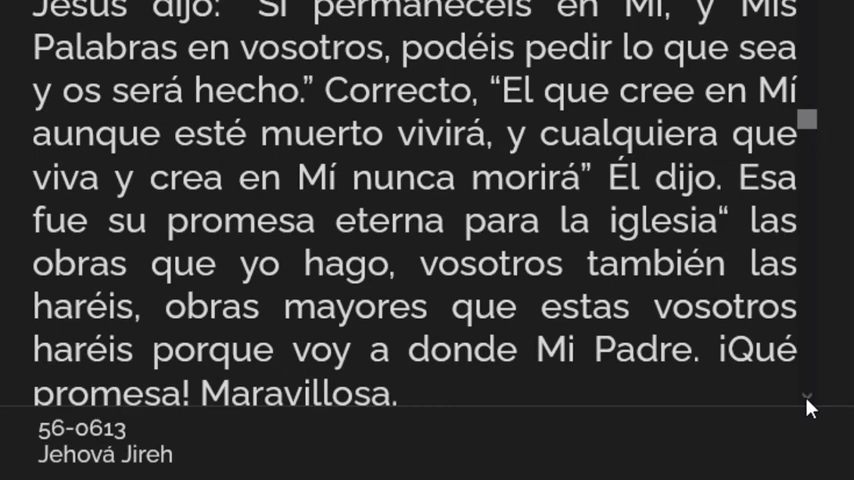 Jesús dijo: "Si permanecéis en Mí, y Mis
Palabras en vosotros, podéis pedir lo que sea
y os será hecho.” Correcto, “El que cree en Mí
aunque esté muerto vivirá, y cualquiera que
viva y crea en Mí nunca morirá” Él dijo. Esa
fue su promesa eterna para la iglesia“ las
obras que yo hago, vosotros también las
haréis, obras mayores que estas vosotros
haréis porque voy a donde Mi Padre. ¡Qué
promesa! Maravillosa.
56-0613
Jehová Jireh